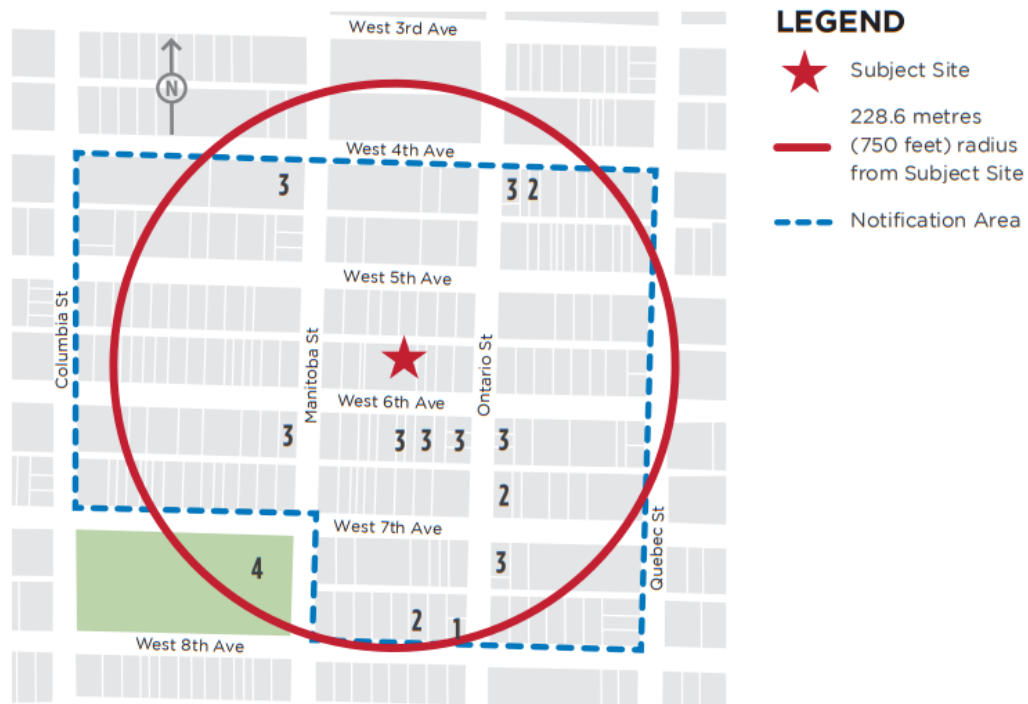 West 3rd Ave
LEGEND
Subject Site
N
228.6 metres
(750 feet) radius
from Subject Site
West 4th Ave
3
3 2
Notification Area
West 5th Ave
Columbia St
Manitoba St
Ontario St
West 6th Ave
3
3 3 3
3
2
West 7th Ave
Quebec St
4
3
2
1
West 8th Ave